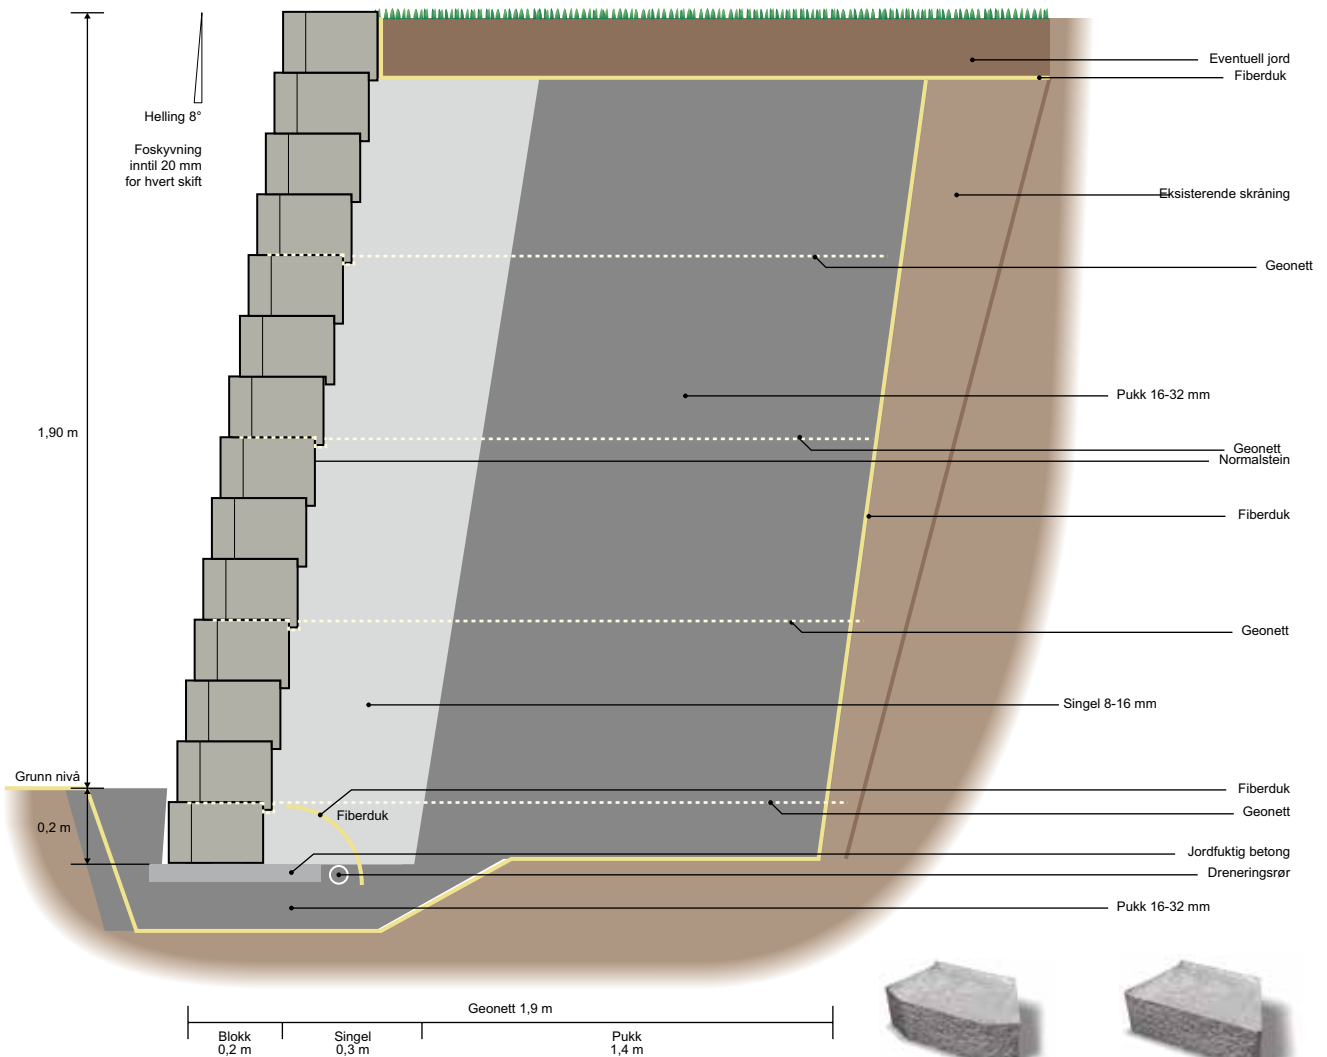 Eventuell jord
Fiberduk
Helling 8°
Foskyvning
inntil 20 mm
for hvert skift
Eksisterende skråning
Geonett
Pukk 16-32 mm
1,90 m
Geonett
Normalstein
Fiberduk
Geonett
Singel 8-16 mm
Grunn nivå
Fiberduk
Fiberduk
Geonett
0,2 m
Jordfuktig betong
Dreneringsrør
Pukk 16-32 mm
Geonett 1,9 m
Blokk
0,2 m
Singel
0,3 m
Pukk
1,4 m